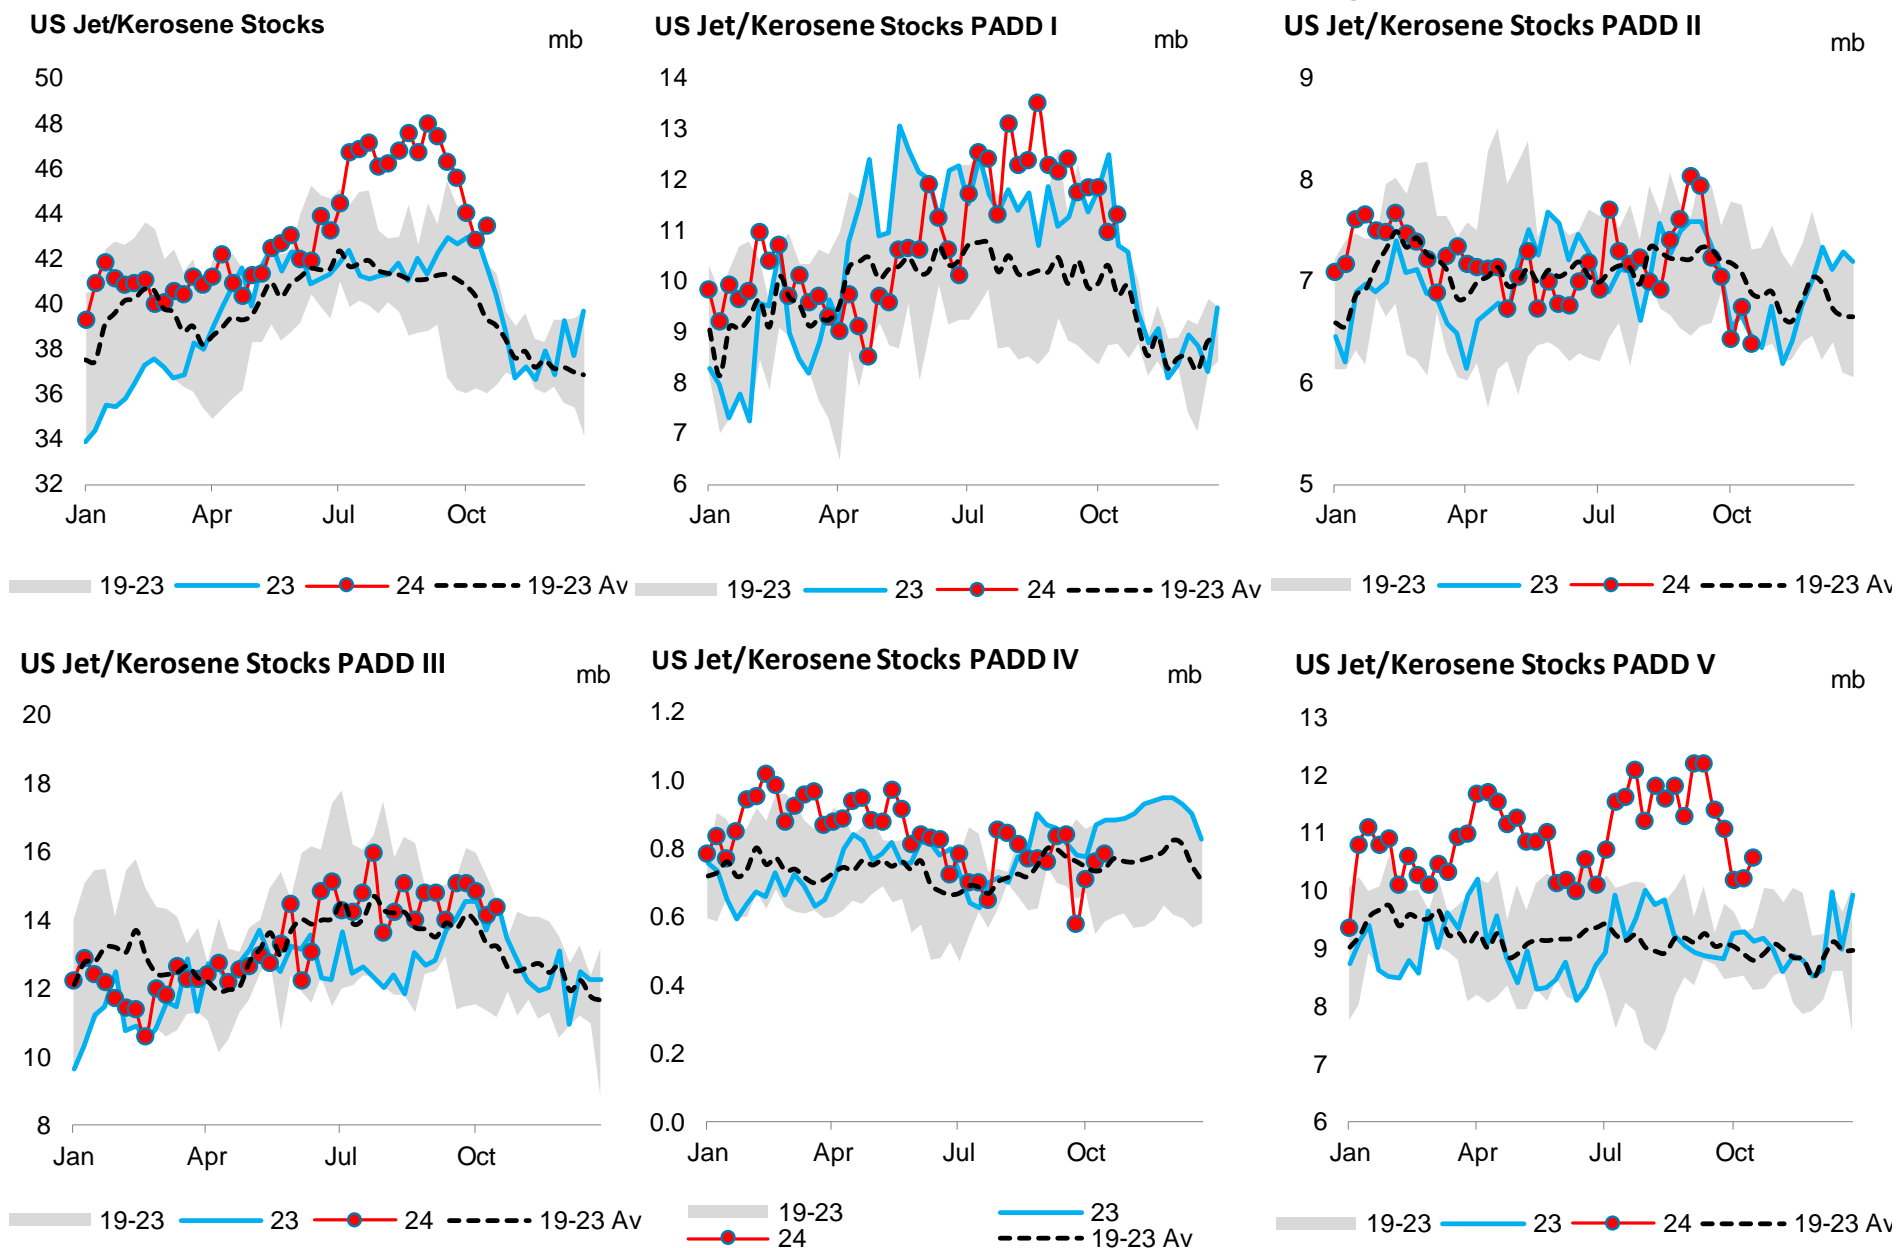 US Jet/Kerosene Stocks
mb
50
48
46
44
42
40
38
36
34
32
Jan Apr Jul Oct
19-23 23 24 19-23 Av
US Jet/Kerosene Stocks PADD I
mb
14
13
12
11
10
9
8
7
6
Jan Apr Jul Oct
19-23 23 24 19-23 Av
US Jet/Kerosene Stocks PADD II
mb
9
8
7
6
5
Jan Apr Jul Oct
19-23 23 24 19-23 Av
US Jet/Kerosene Stocks PADD III
mb
20
18
16
14
12
10
8
Jan Apr Jul Oct
19-23 23 24 19-23 Av
US Jet/Kerosene Stocks PADD IV
mb
1.2
1.0
0.8
0.6
0.4
0.2
0.0
Jan Apr Jul Oct
19-23 23
24 19-23 Av
US Jet/Kerosene Stocks PADD V
mb
13
12
11
10
9
8
7
6
Jan Apr Jul Oct
19-23 23 24 19-23 Av